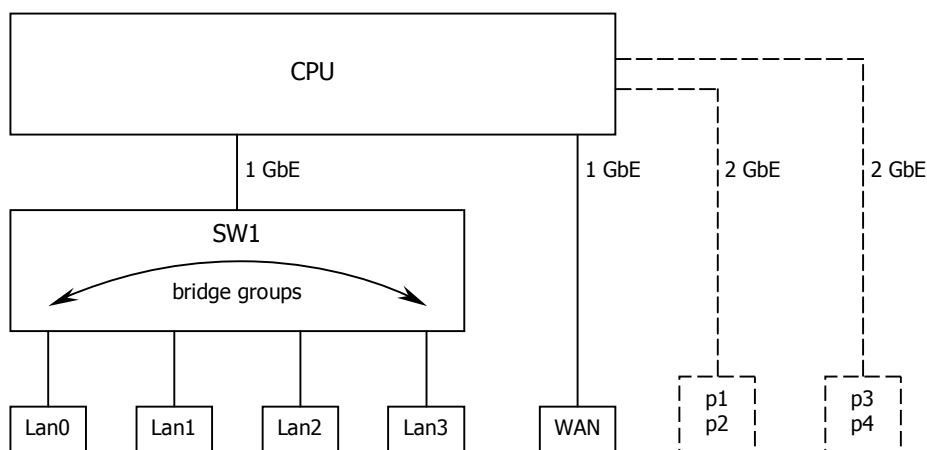 CPU
1 GbE
1 GbE
2 GbE
2 GbE
SW1
bridge groups
Lan0
Lan1
Lan2
Lan3
WAN
p1
p2
p3
p4